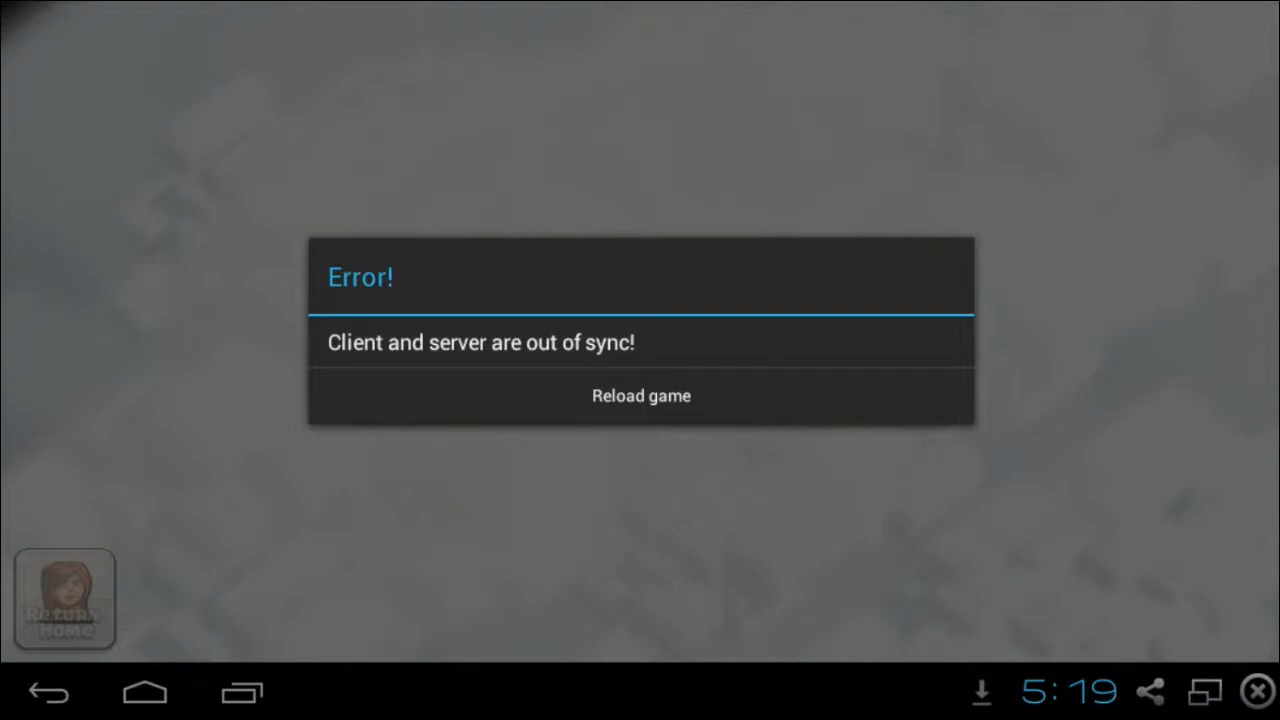 Error!
Client and server are out of sync!
Reload game
Return
Home
5:19